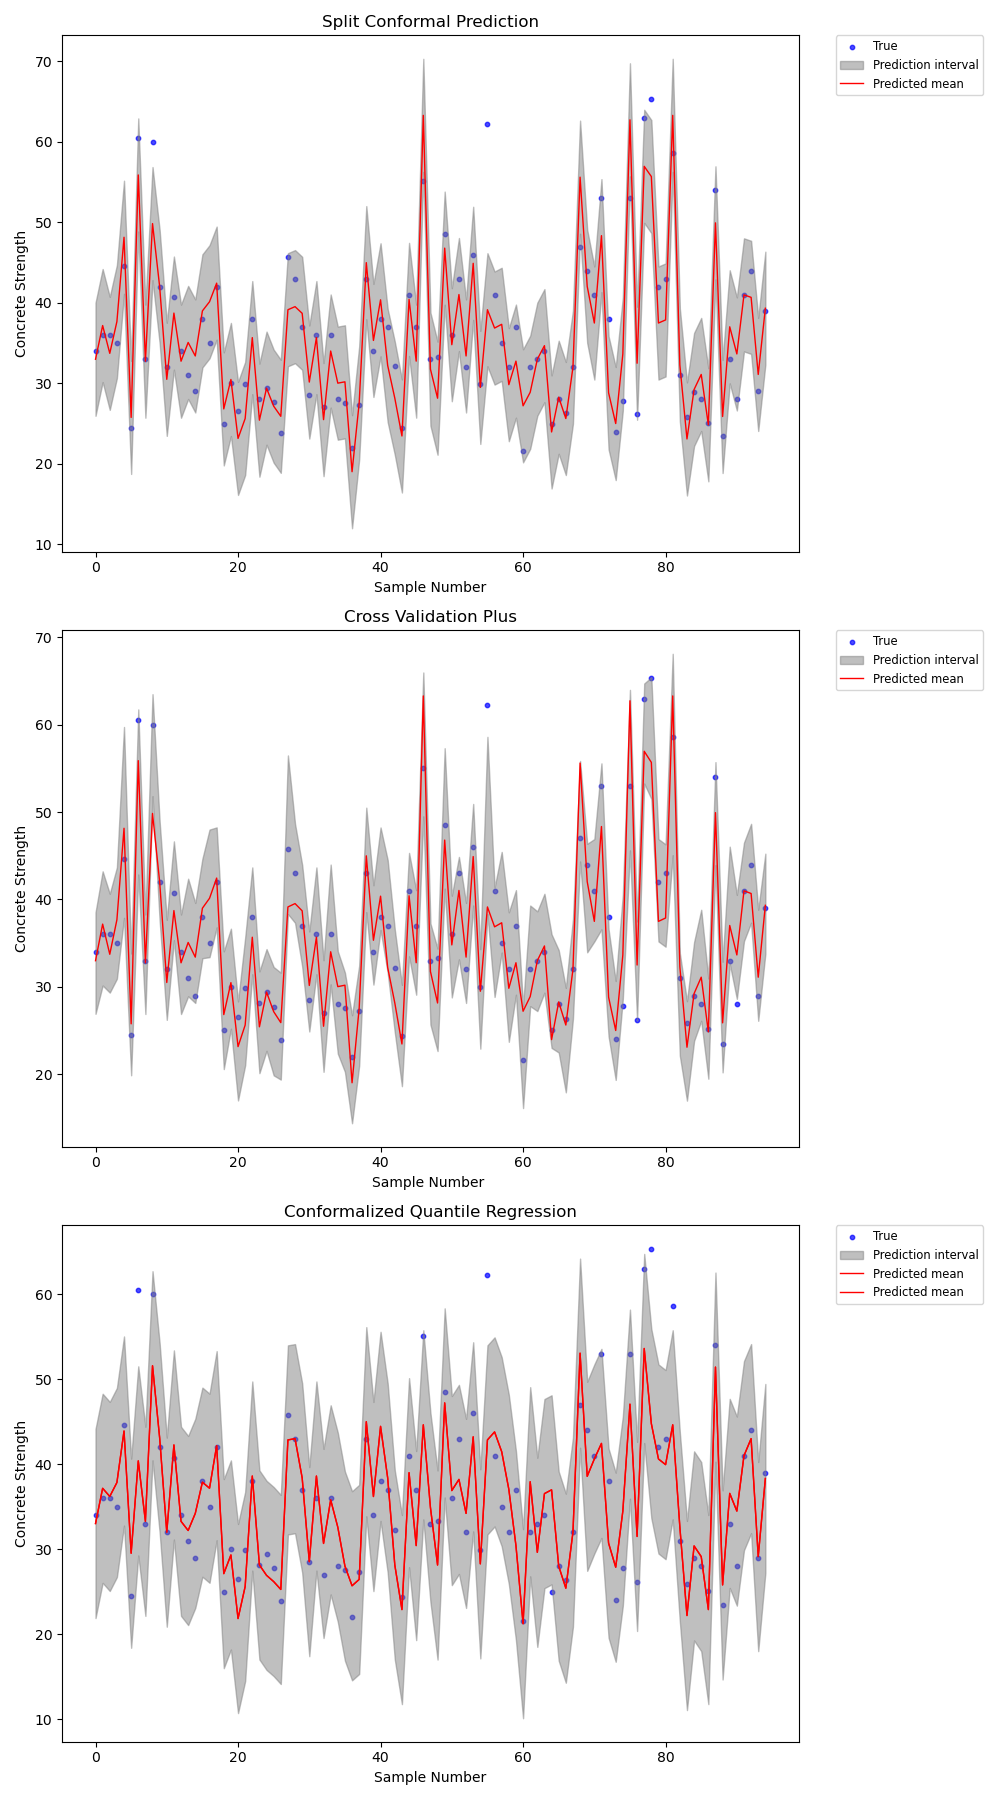 Split Conformal Prediction
70
60
50
40
30
20
10
Concrete Strength
0
20
40
60
80
Sample Number
True
Prediction interval
Predicted mean
Cross Validation Plus
70
60
50
40
30
20
Concrete Strength
0
20
40
60
80
Sample Number
True
Prediction interval
Predicted mean
Conformalized Quantile Regression
60
50
40
30
20
10
Concrete Strength
0
20
40
60
80
Sample Number
True
Prediction interval
Predicted mean
Predicted mean